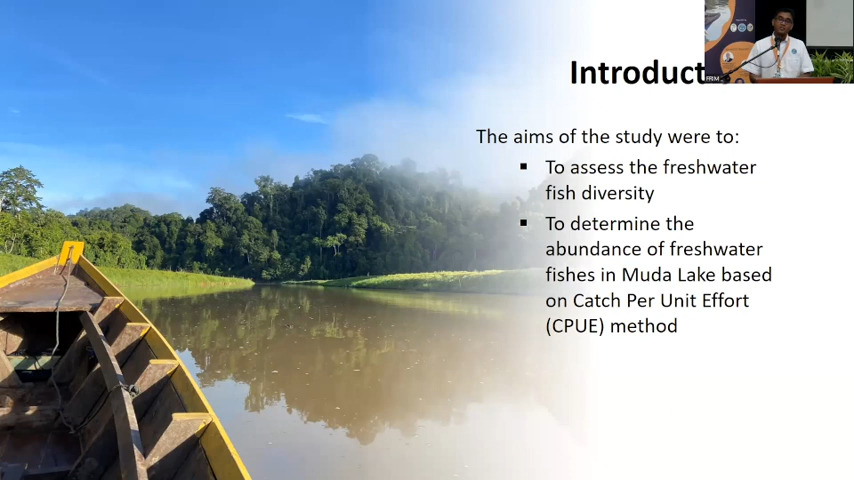 Introduct
The aims of the study were to:
▪ To assess the freshwater
fish diversity
▪ To determine the
abundance of freshwater
fishes in Muda Lake based
on Catch Per Unit Effort
(CPUE) method
FRIM